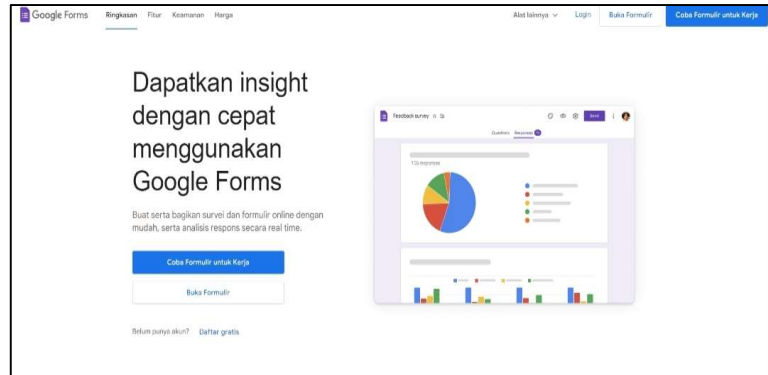 Google Forms Ringkasan Fitur Keamanan Harga Alat lainnya Login Buka Formulir Coba Formulir untuk Kerja
Dapatkan insight
dengan cepat
menggunakan
Google Forms
Buat serta bagikan survei dan formulir online dengan
mudah, serta analisis respons secara real time.
Coba Formulir untuk Kerja
Buka Formulir
Belum punya akun? Daftar gratis
Feedback survey Send
Questions Responses